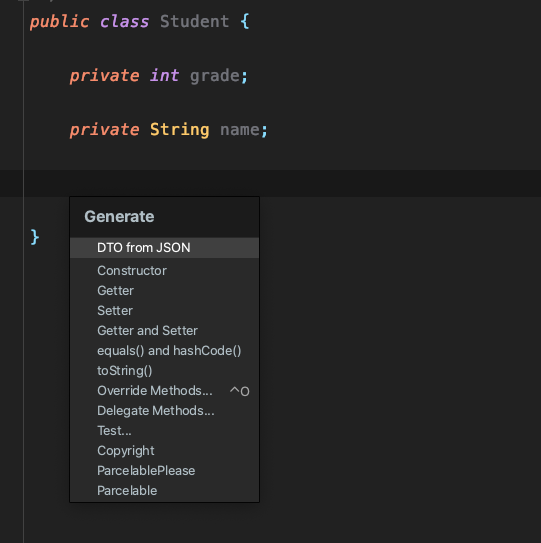 public class Student {
private int grade;
private String name;
}
Generate
DTO from JSON
Constructor
Getter
Setter
Getter and Setter
equals() and hashCode()
toString()
Override Methods... ^O
Delegate Methods...
Test...
Copyright
ParcelablePlease
Parcelable